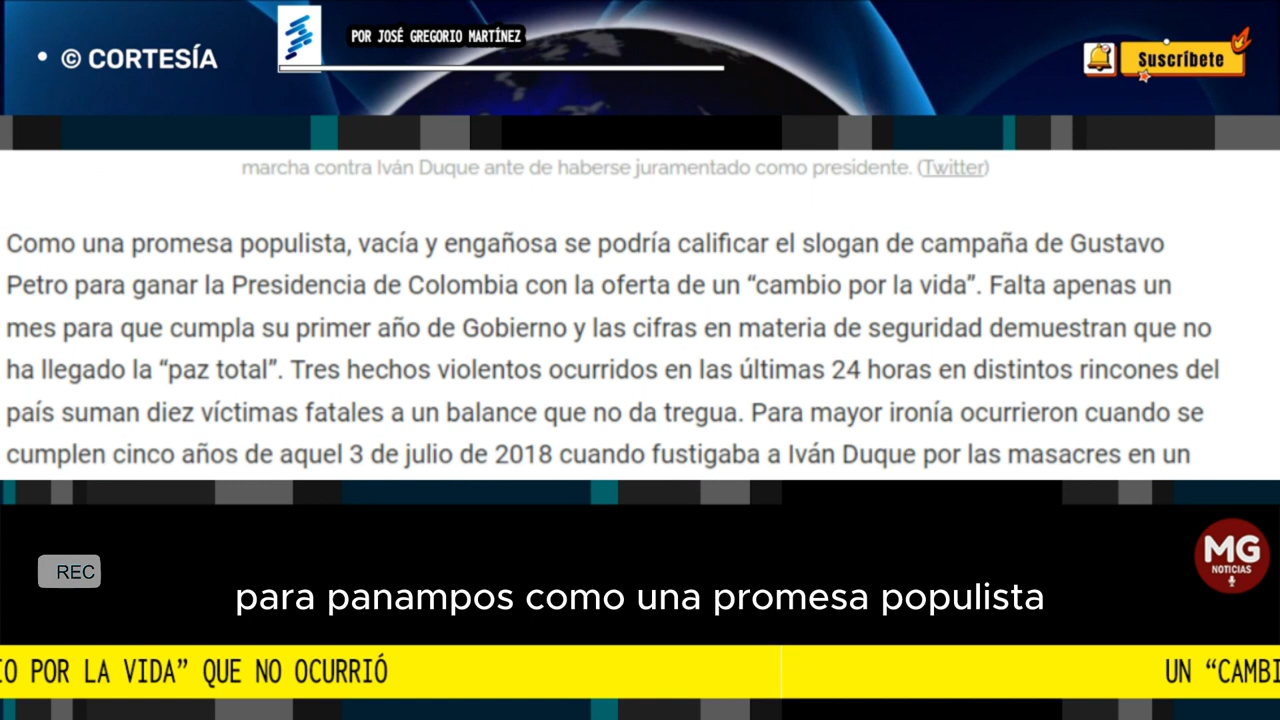 • © CORTESÍA
POR JOSÉ GREGORIO MARTÍNEZ
Suscríbete
marcha contra Iván Duque ante de haberse juramentado como presidente. (Twitter)
Como una promesa populista, vacía y engañosa se podría calificar el slogan de campaña de Gustavo
Petro para ganar la Presidencia de Colombia con la oferta de un “cambio por la vida”. Falta apenas un
mes para que cumpla su primer año de Gobierno y las cifras en materia de seguridad demuestran que no
ha llegado la “paz total”. Tres hechos violentos ocurridos en las últimas 24 horas en distintos rincones del
país suman diez víctimas fatales a un balance que no da tregua. Para mayor ironía ocurrieron cuando se
cumplen cinco años de aquel 3 de julio de 2018 cuando fustigaba a Iván Duque por las masacres en un
REC
MG
NOTICIAS
para panampos como una promesa populista
IO POR LA VIDA” QUE NO OCURRIÓ
UN “CAMBI